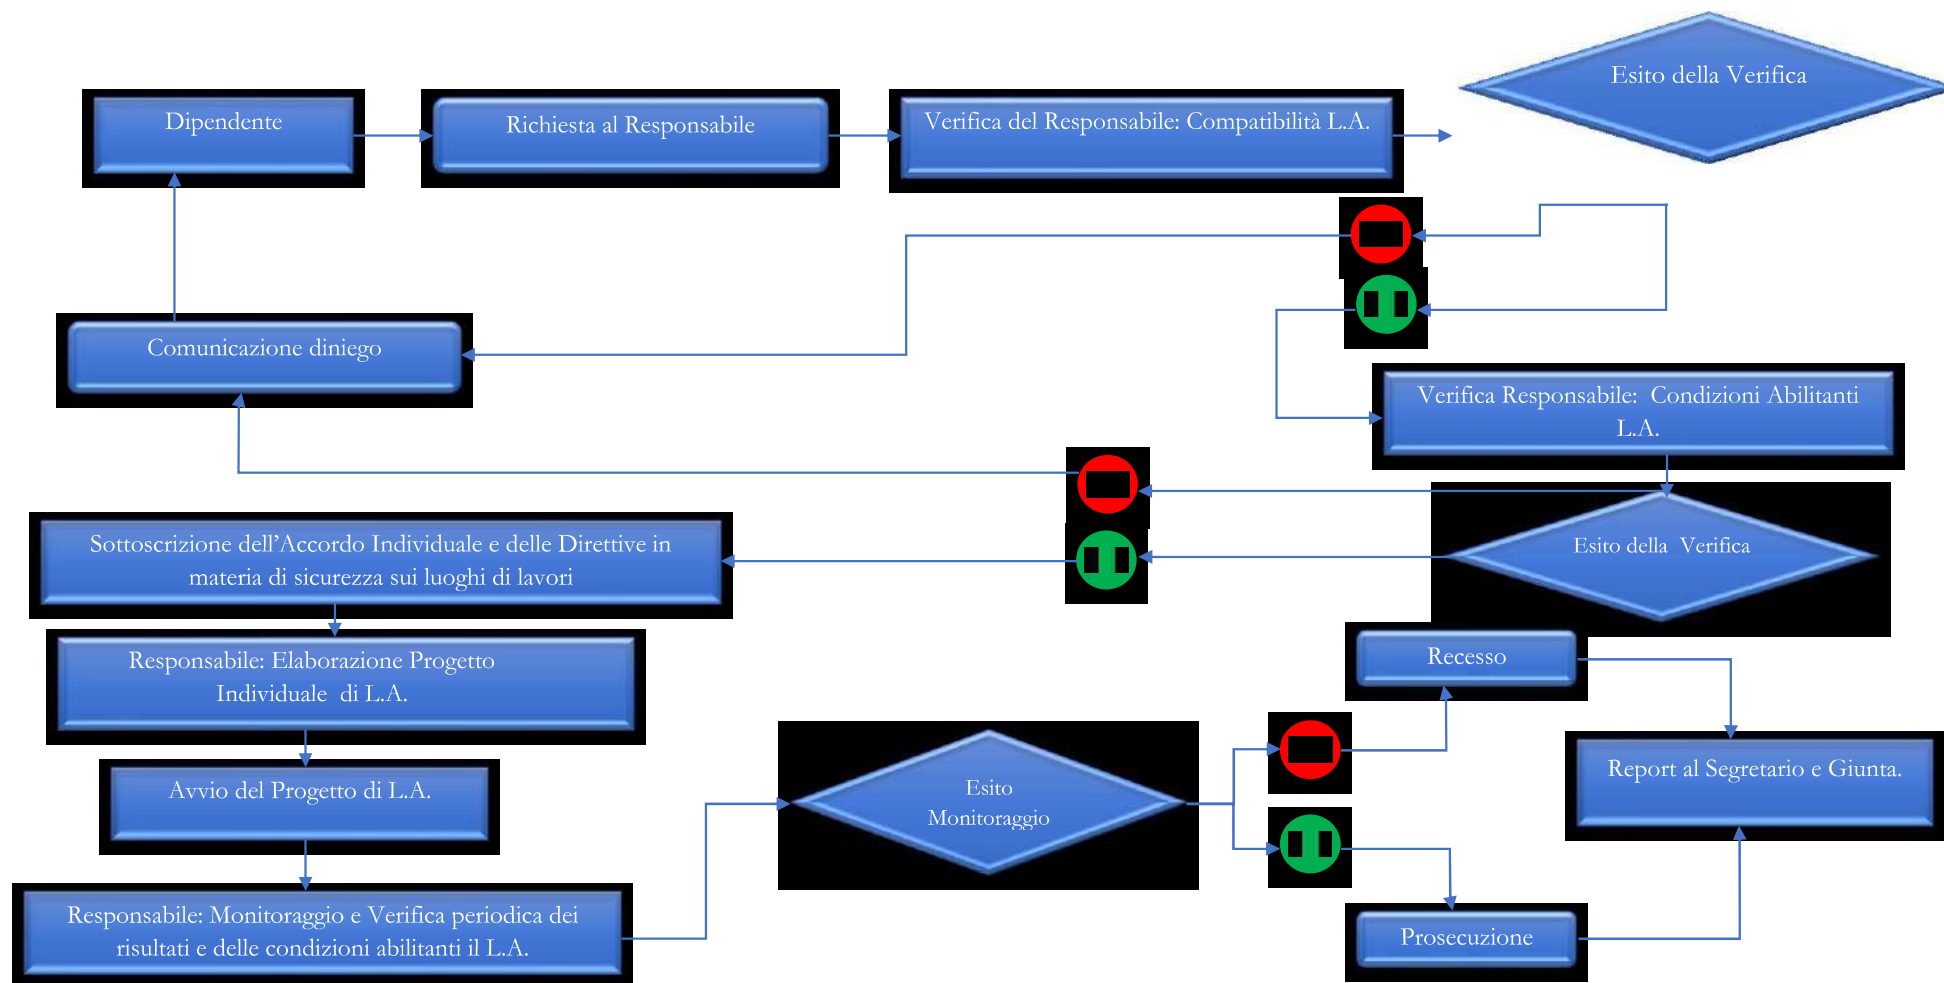 Esito della Verifica
Dipendente
Richiesta al Responsabile
Verifica del Responsabile: Compatibilità L.A.
Comunicazione diniego
Verifica Responsabile:  Condizioni Abilitanti
L.A.
Sottoscrizione dell’Accordo Individuale e delle Direttive in
materia di sicurezza sui luoghi di lavori
Esito della  Verifica
Responsabile: Elaborazione Progetto
Individuale  di L.A.
Recesso
Avvio del Progetto di L.A.
Esito
Monitoraggio
Report al Segretario e Giunta.
Responsabile: Monitoraggio e Verifica periodica dei
risultati e delle condizioni abilitanti il L.A.
Prosecuzione